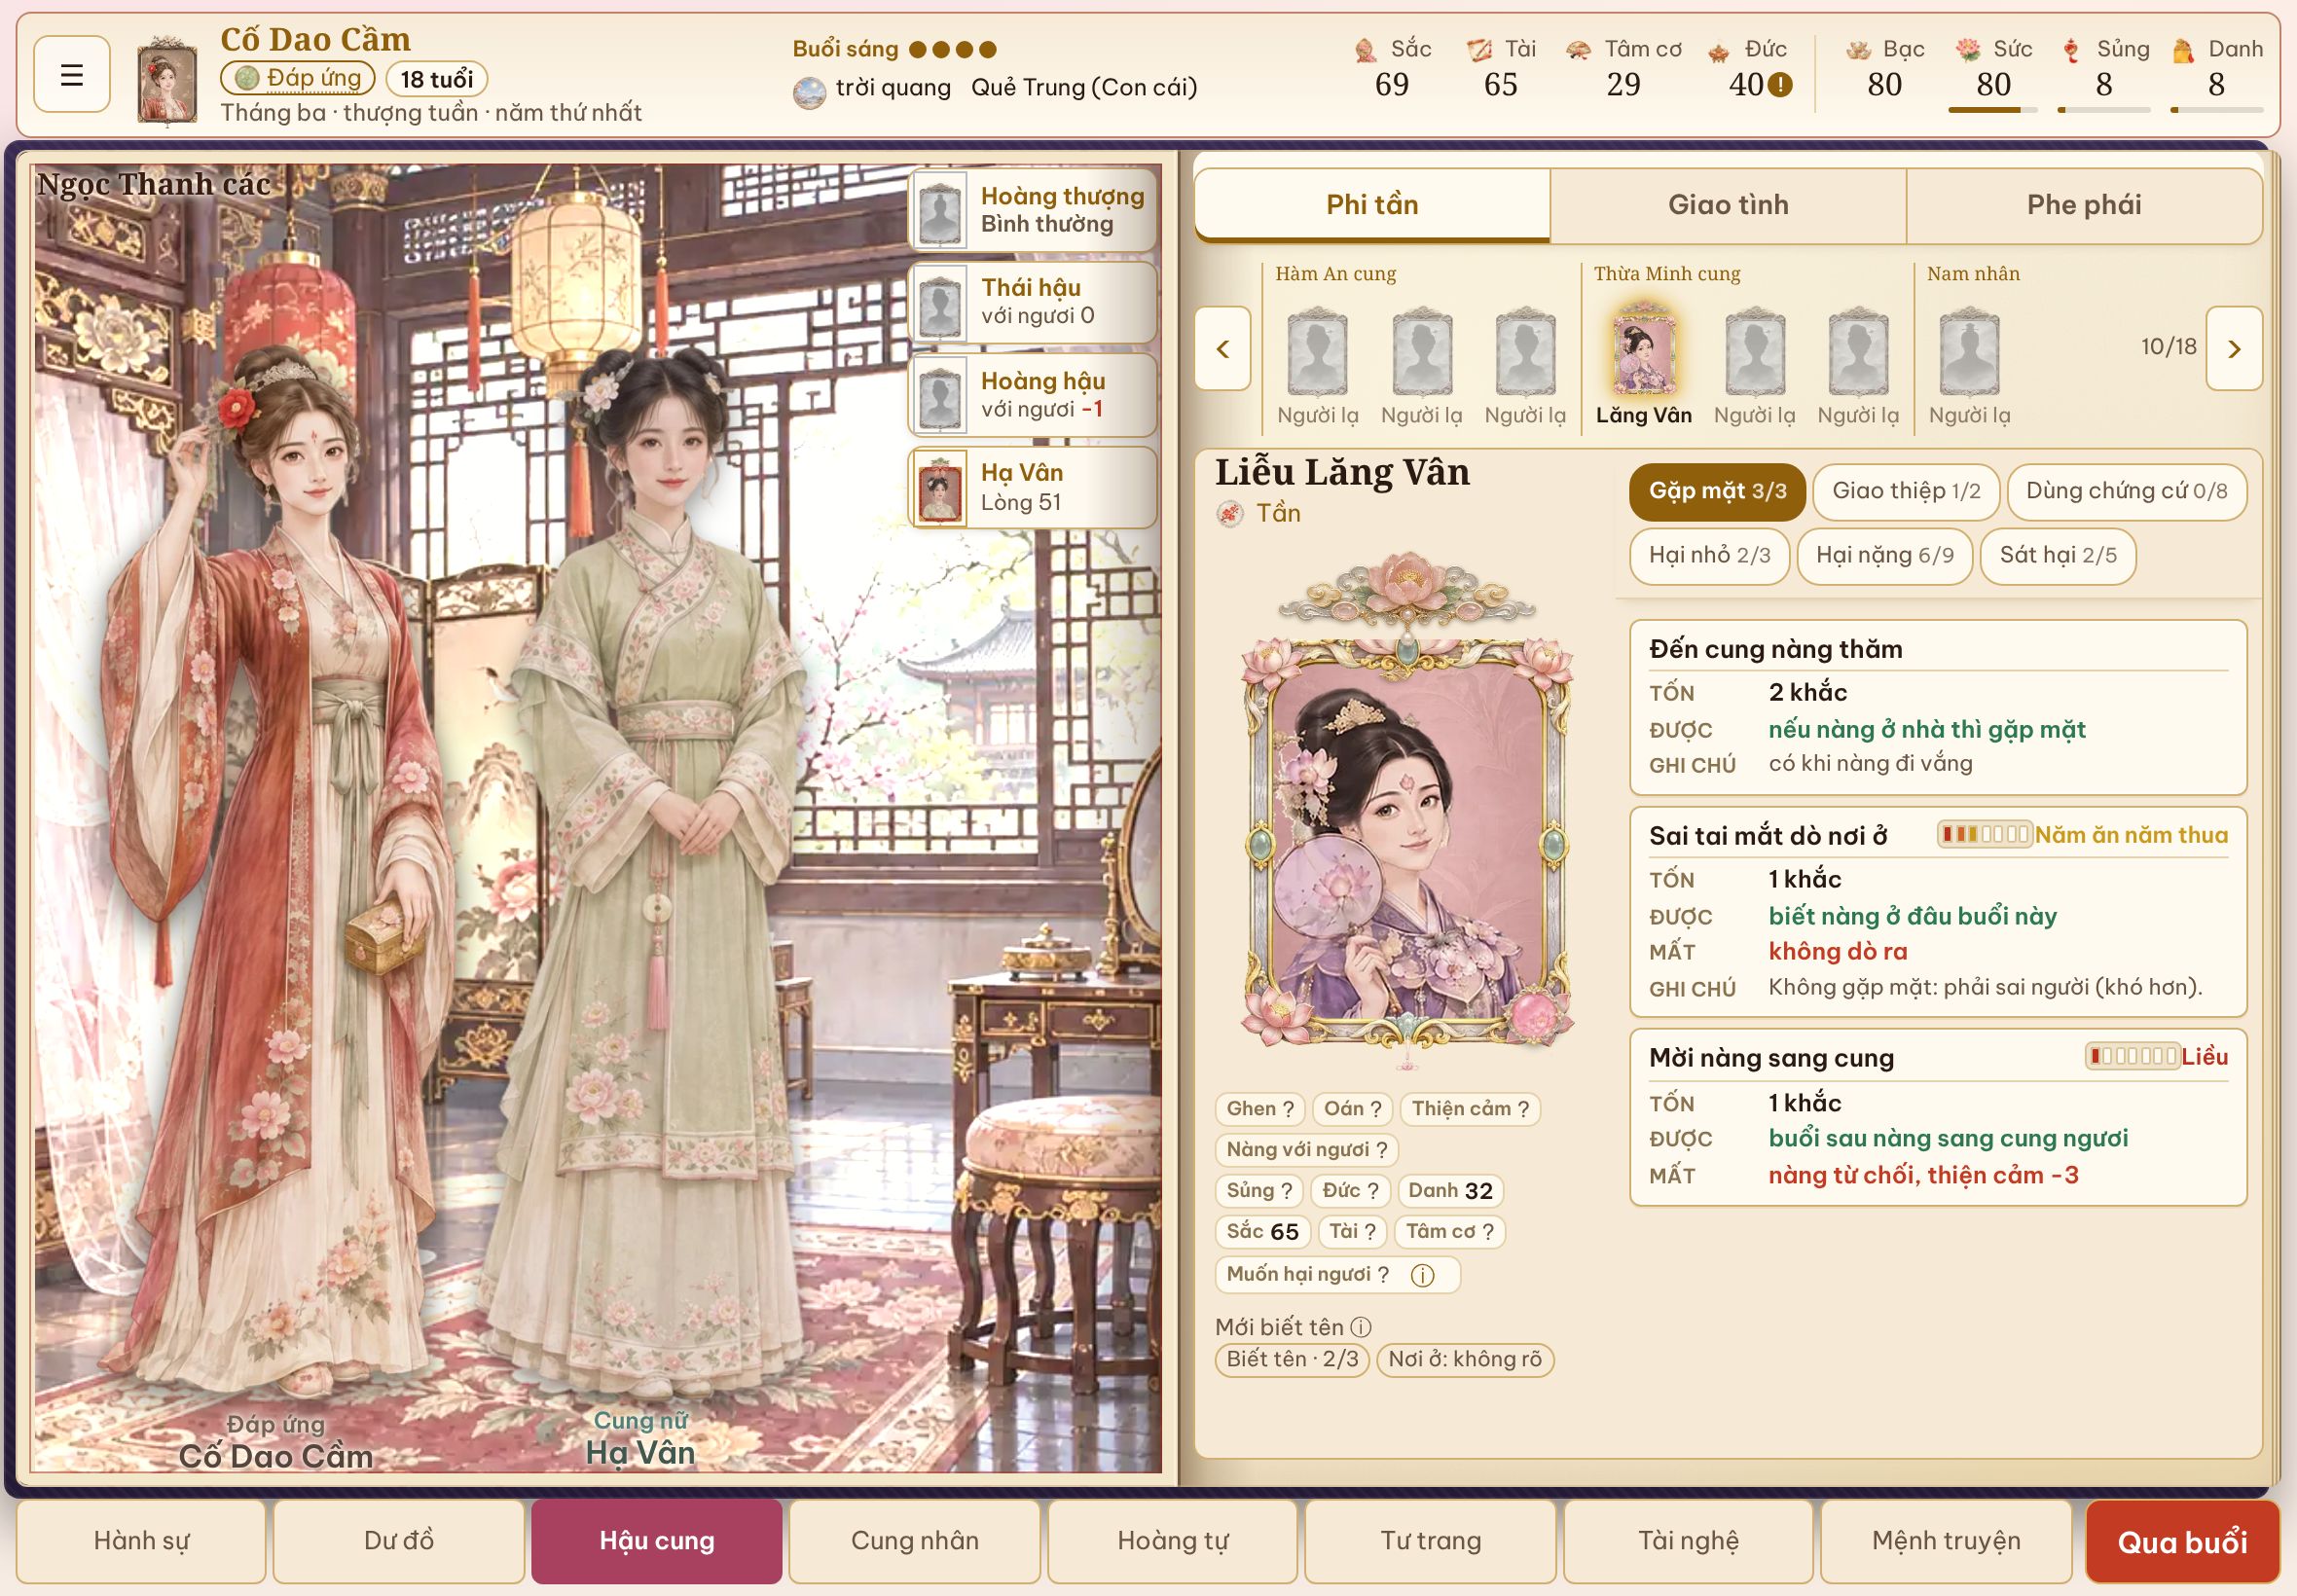 ☰
Cố Dao Cầm
Đáp ứng
18 tuổi
Tháng ba · thượng tuần · năm thứ nhất
Buổi sáng
trời quang Quẻ Trung (Con cái)
Sắc
69
Tài
65
Tâm cơ
29
Đức
40 !
Bạc
80
Sức
80
Sủng
8
Danh
8
Ngọc Thanh các
Hoàng thượng
Bình thường
Thái hậu
với ngươi 0
Hoàng hậu
với ngươi -1
Hạ Vân
Lòng 51
Đáp ứng
Cố Dao Cầm
Cung nữ
Hạ Vân
Phi tần
Giao tình
Phe phái
Hàm An cung
Thừa Minh cung
Nam nhân
<
Người lạ
Người lạ
Người lạ
Lăng Vân
Người lạ
Người lạ
Người lạ
10/18
>
Liễu Lăng Vân
Tần
Ghen ?
Oán ?
Thiện cảm ?
Nàng với ngươi ?
Sủng ?
Đức ?
Danh 32
Sắc 65
Tài ?
Tâm cơ ?
Muốn hại ngươi ? ⓘ
Mới biết tên ⓘ
Biết tên · 2/3
Nơi ở: không rõ
Gặp mặt 3/3
Giao thiệp 1/2
Dùng chứng cứ 0/8
Hại nhỏ 2/3
Hại nặng 6/9
Sát hại 2/5
Đến cung nàng thăm
TỐN 2 khắc
ĐƯỢC nếu nàng ở nhà thì gặp mặt
GHI CHÚ có khi nàng đi vắng
Sai tai mắt dò nơi ở Năm ăn năm thua
TỐN 1 khắc
ĐƯỢC biết nàng ở đâu buổi này
MẤT không dò ra
GHI CHÚ Không gặp mặt: phải sai người (khó hơn).
Mời nàng sang cung Liều
TỐN 1 khắc
ĐƯỢC buổi sau nàng sang cung ngươi
MẤT nàng từ chối, thiện cảm -3
Hành sự
Dư đồ
Hậu cung
Cung nhân
Hoàng tự
Tư trang
Tài nghệ
Mệnh truyện
Qua buổi